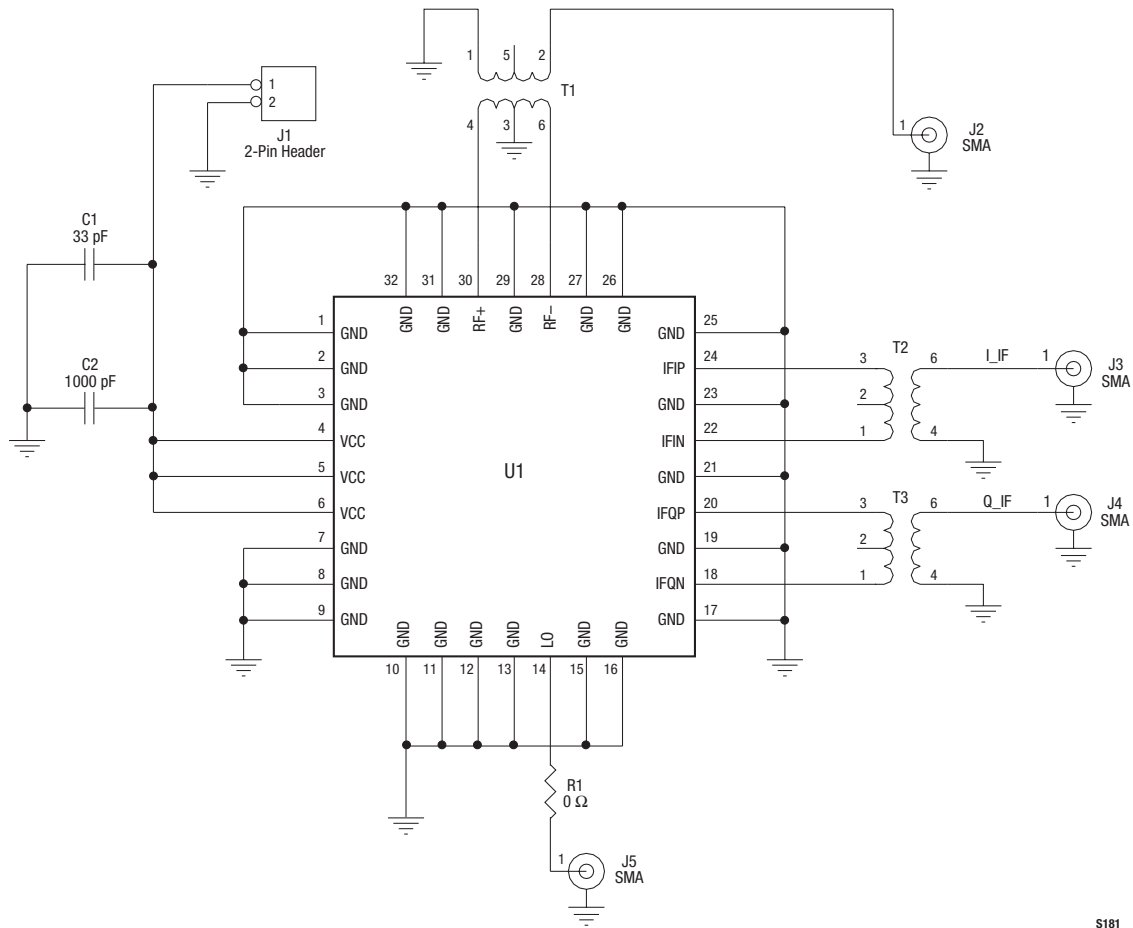 1 5 2
T1
4 3 6
1
2
J1
2-Pin Header
1
J2
SMA
C1
33 pF
C2
1000 pF
32 31 30 29 28 27 26
GND GND RF+ GND RF– GND GND
1 GND
2 GND
3 GND
4 VCC
5 VCC
6 VCC
7 GND
8 GND
9 GND
U1
25 GND
24 IFIP
23 GND
22 IFIN
21 GND
20 IFQP
19 GND
18 IFQN
17 GND
GND GND GND GND LO GND GND
10 11 12 13 14 15 16
T2
3 6
2
1 4
I_IF
1
J3
SMA
T3
3 6
2
1 4
Q_IF
1
J4
SMA
R1
0 Ω
1
J5
SMA
S181